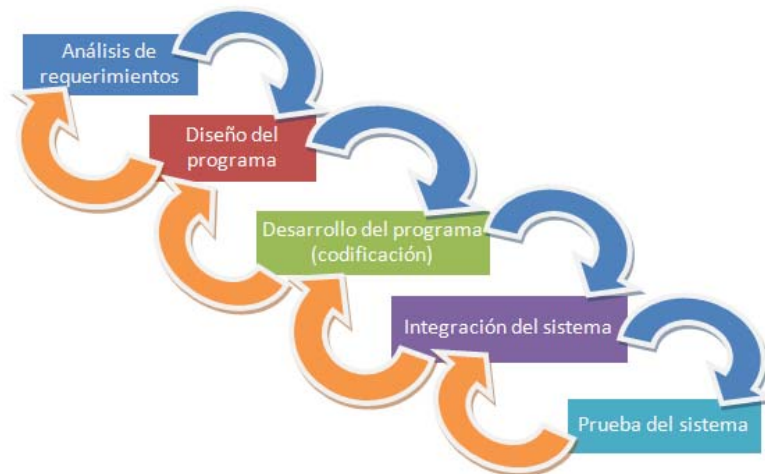 Análisis de
requerimientos
Diseño del
programa
Desarrollo del programa
(codificación)
Integración del sistema
Prueba del sistema